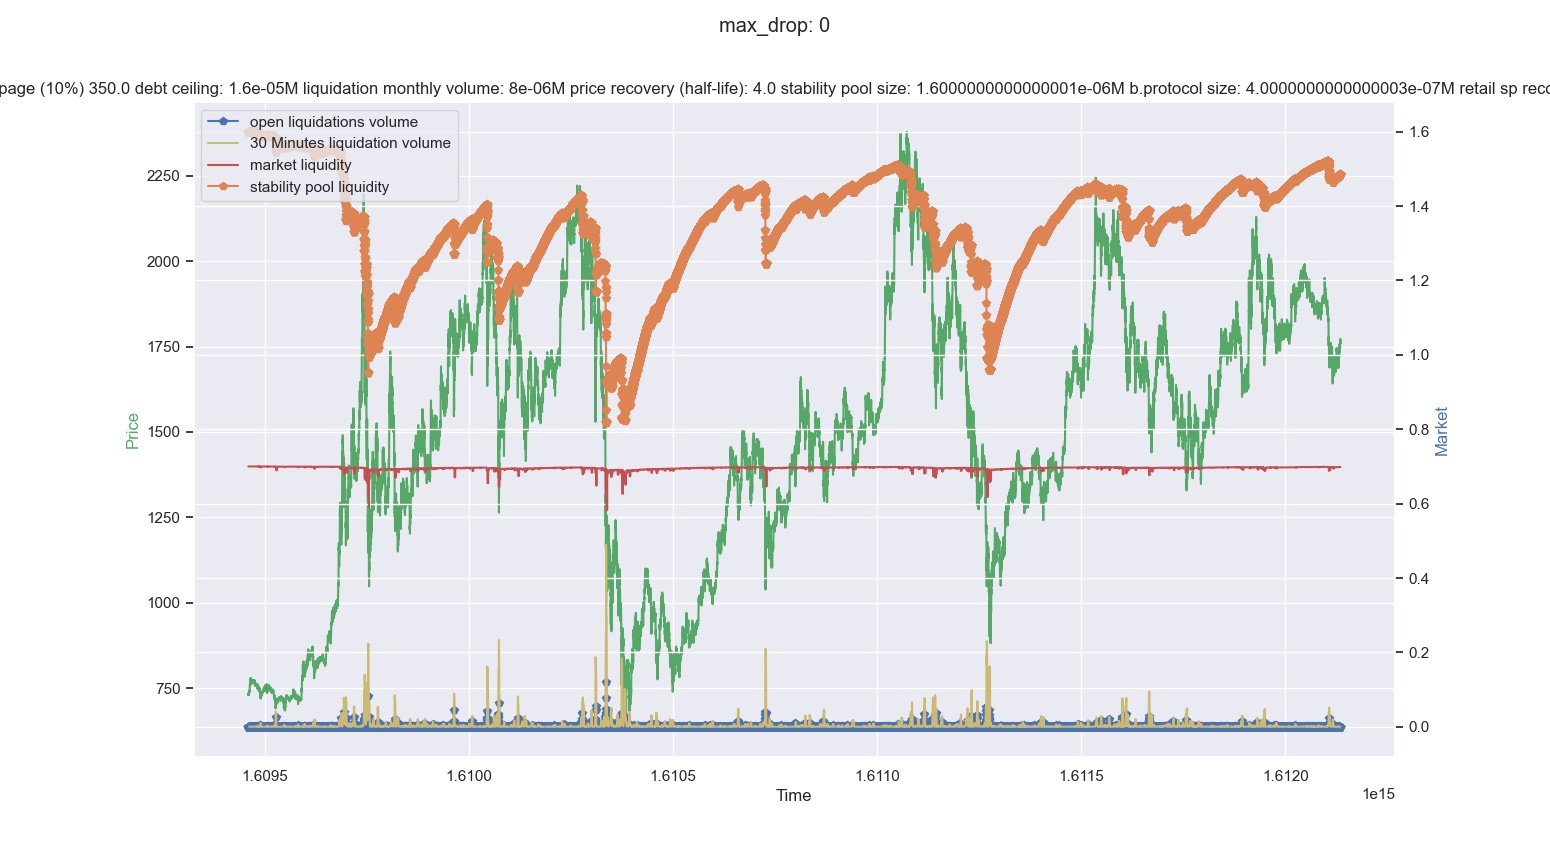 max_drop: 0
page (10%) 350.0 debt ceiling: 1.6e-05M liquidation monthly volume: 8e-06M price recovery (half-life): 4.0 stability pool size: 1.6000000000000001e-06M b.protocol size: 4.0000000000000003e-07M retail sp reco
open liquidations volume
30 Minutes liquidation volume
market liquidity
stability pool liquidity
2250
2000
1750
1500
1250
1000
750
Price
1.6
1.4
1.2
1.0
0.8
0.6
0.4
0.2
0.0
Market
1.6095 1.6100 1.6105 1.6110 1.6115 1.6120
Time
1e15